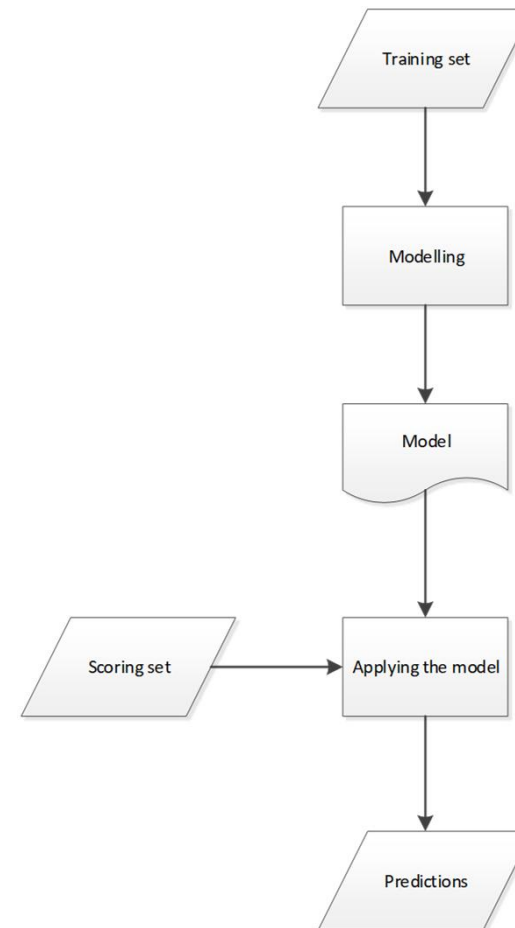 Training set
Modelling
Model
Scoring set
Applying the model
Predictions